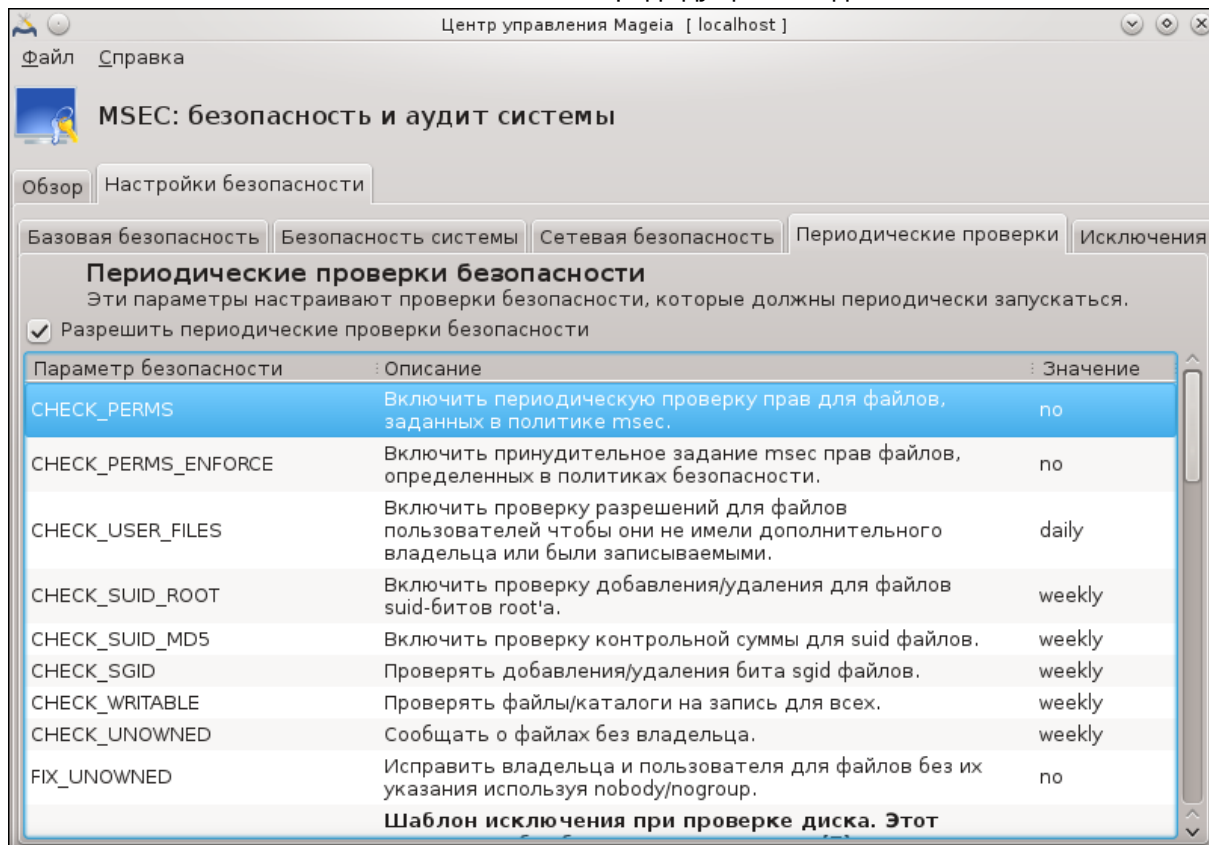 Центр управления Mageia [ localhost ]
Файл Справка
MSEC: безопасность и аудит системы
Обзор Настройки безопасности
Базовая безопасность Безопасность системы Сетевая безопасность Периодические проверки Исключения
Периодические проверки безопасности
Эти параметры настраивают проверки безопасности, которые должны периодически запускаться.
Разрешить периодические проверки безопасности
Параметр безопасности Описание Значение
CHECK_PERMS Включить периодическую проверку прав для файлов, no
заданных в политике msec.
CHECK_PERMS_ENFORCE Включить принудительное задание msec прав файлов, no
определенных в политиках безопасности.
Включить проверку разрешений для файлов
CHECK_USER_FILES пользователей чтобы они не имели дополнительного daily
владельца или были записываемыми.
CHECK_SUID_ROOT Включить проверку добавления/удаления для файлов weekly
suid-битов root'а.
CHECK_SUID_MD5 Включить проверку контрольной суммы для suid файлов. weekly
CHECK_SGID Проверять добавления/удаления бита sgid файлов. weekly
CHECK_WRITABLE Проверять файлы/каталоги на запись для всех. weekly
CHECK_UNOWNED Сообщать о файлах без владельца. weekly
FIX_UNOWNED Исправить владельца и пользователя для файлов без их no
указания используя nobody/nogroup.
Шаблон исключения при проверке диска. Этот